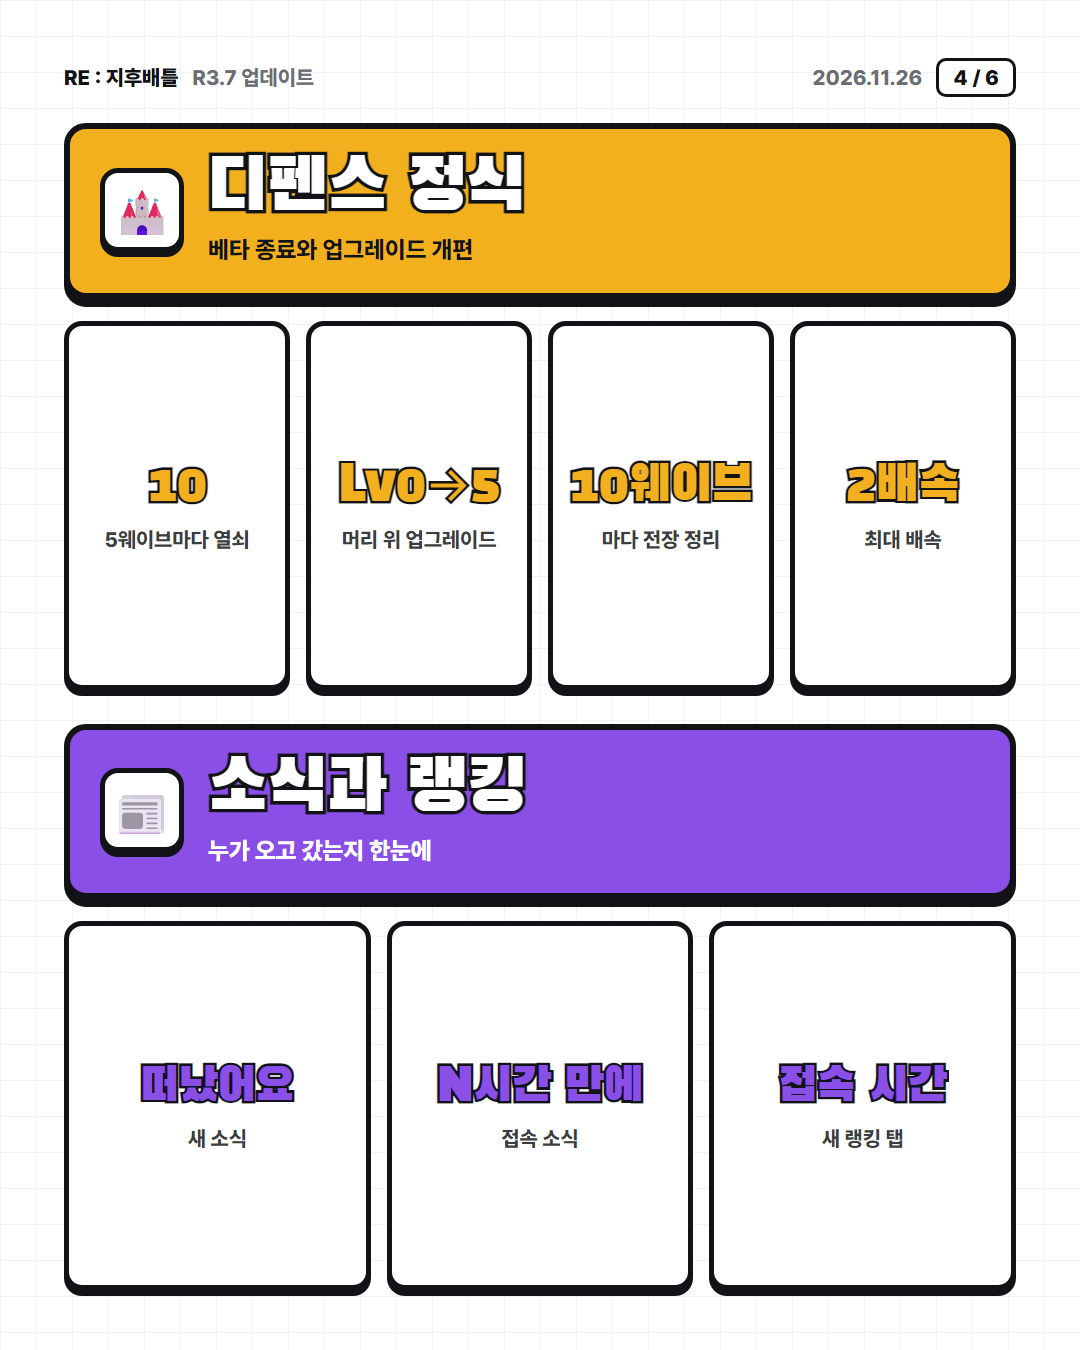 RE : 지후배틀 R3.7 업데이트
2026.11.26 4 / 6
디펜스 정식
베타 종료와 업그레이드 개편
10
5웨이브마다 열쇠
Lv0→5
머리 위 업그레이드
10웨이브
마다 전장 정리
2배속
최대 배속
소식과 랭킹
누가 오고 갔는지 한눈에
떠났어요
새 소식
N시간 만에
접속 소식
접속 시간
새 랭킹 탭